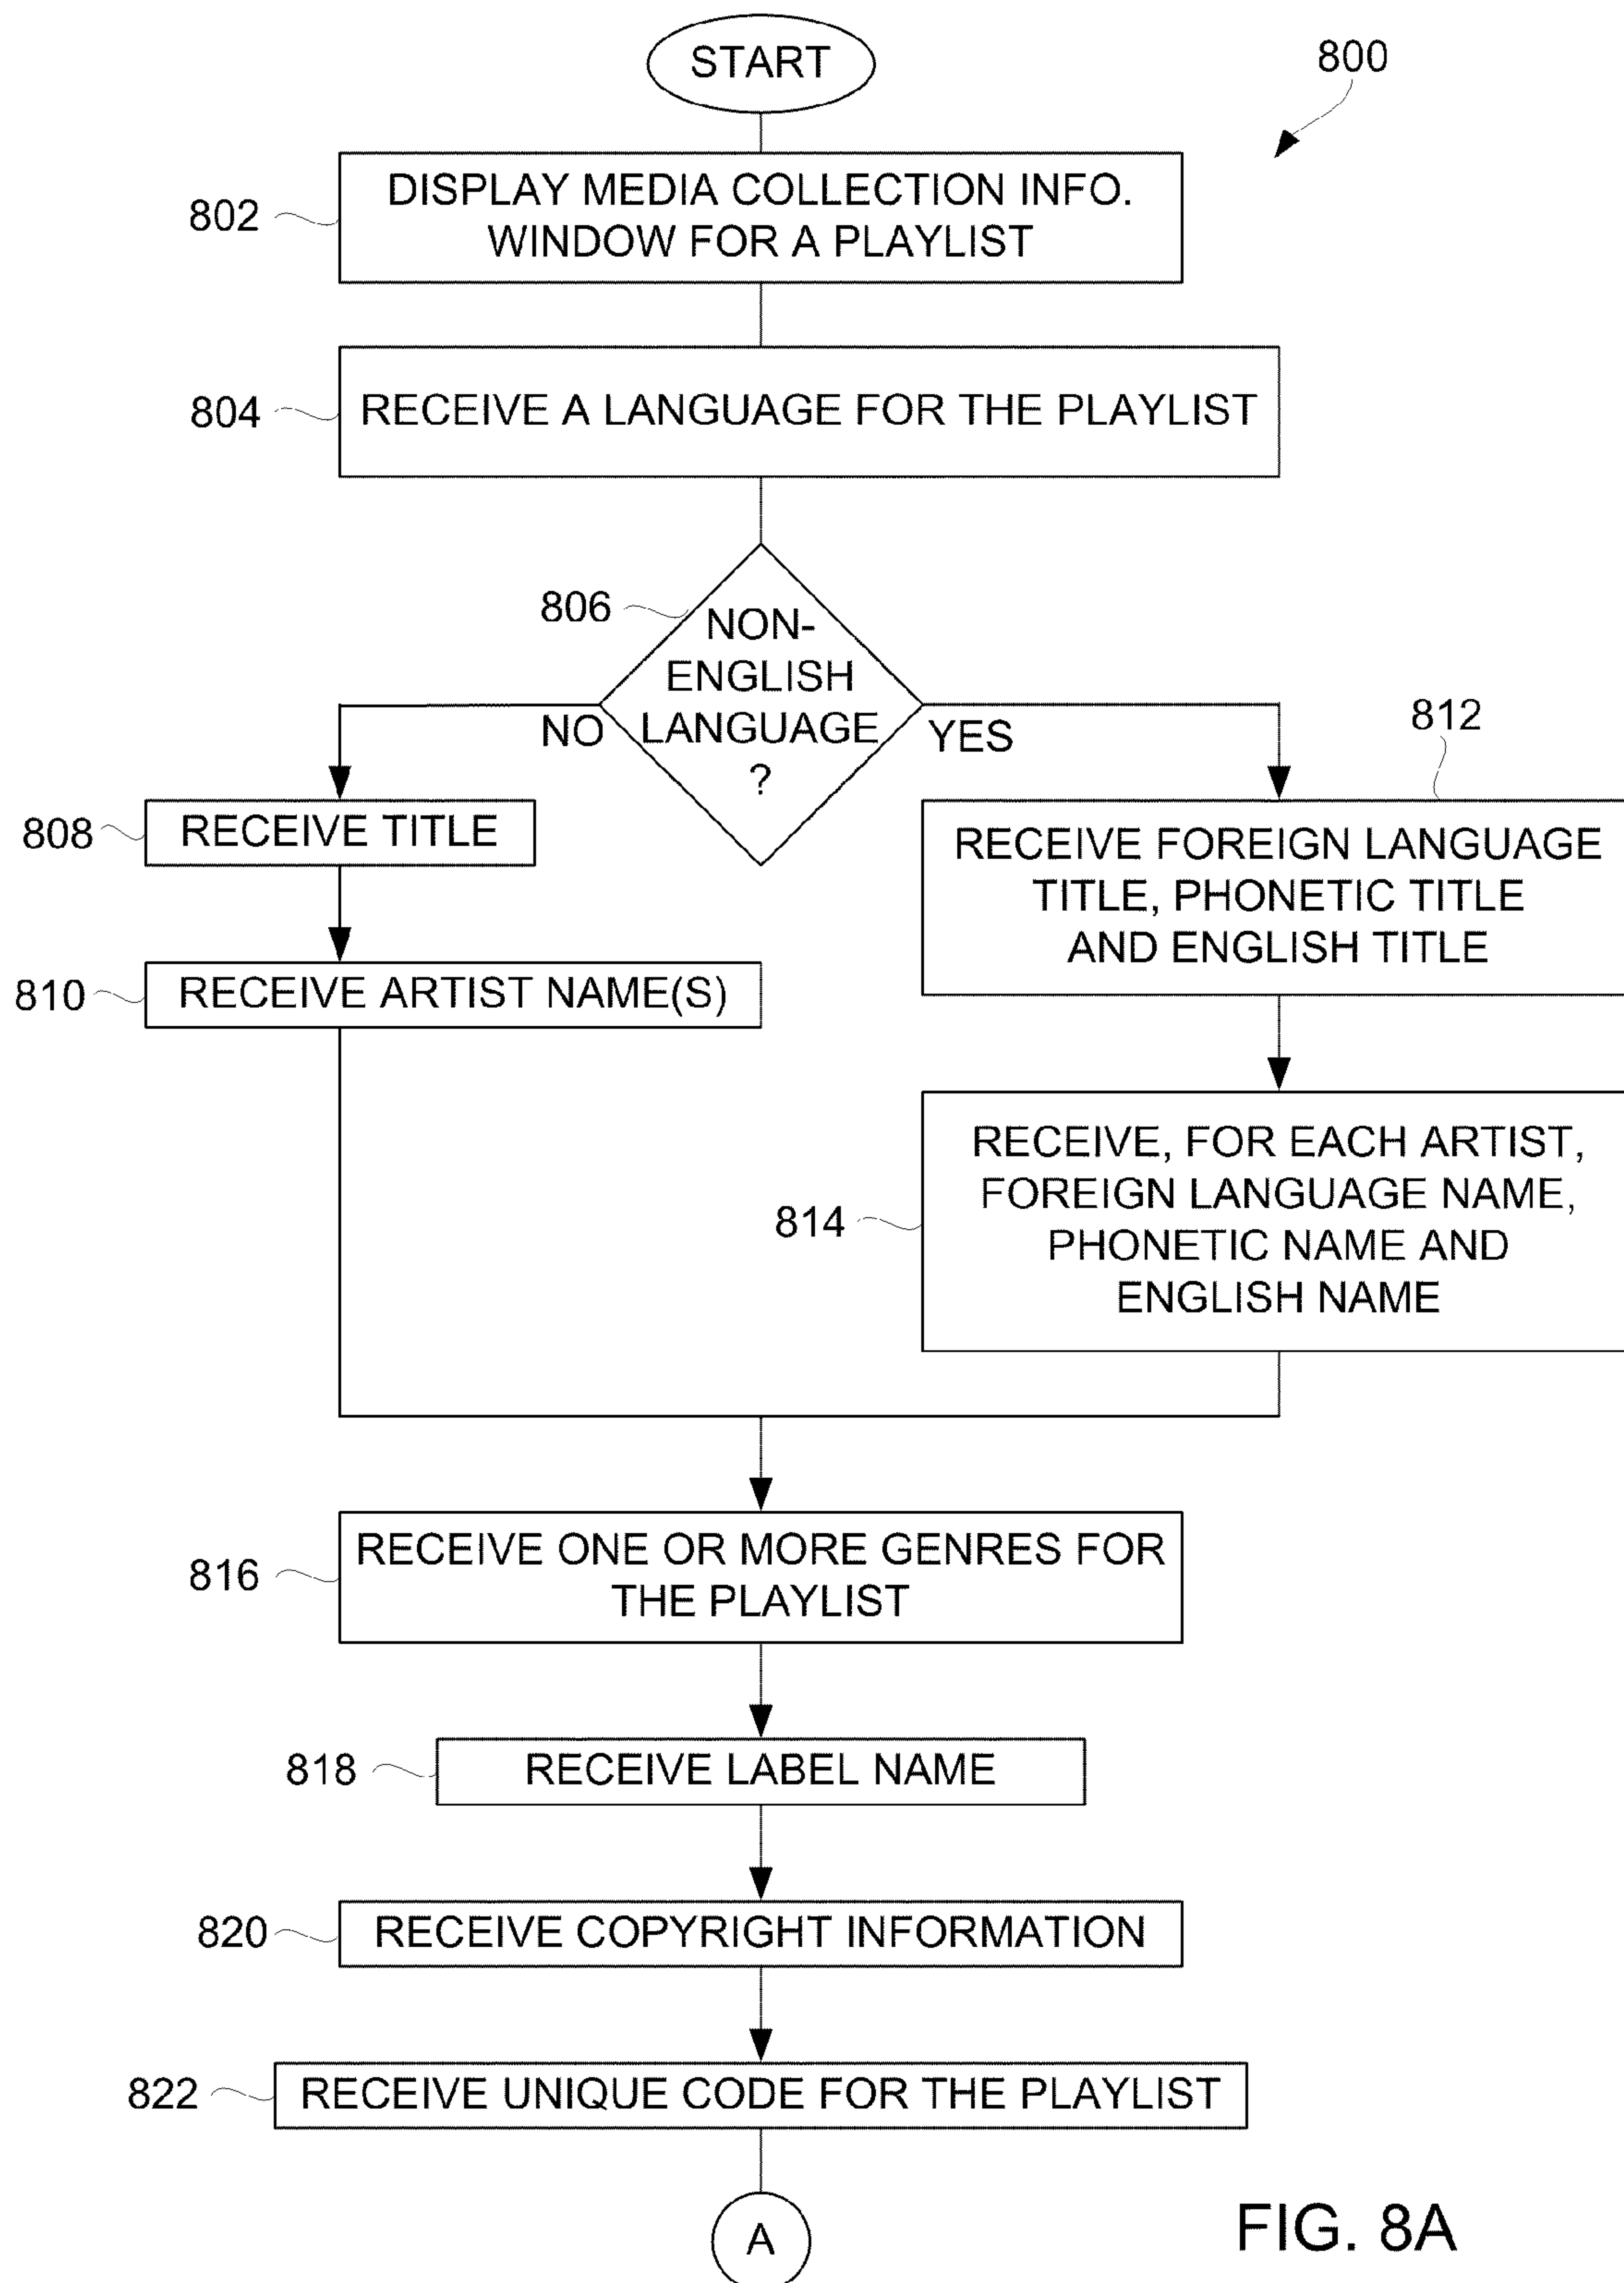 START
800
802
DISPLAY MEDIA COLLECTION INFO.
WINDOW FOR A PLAYLIST
804
RECEIVE A LANGUAGE FOR THE PLAYLIST
806
NON-
ENGLISH
LANGUAGE
?
NO
YES
808
RECEIVE TITLE
810
RECEIVE ARTIST NAME(S)
812
RECEIVE FOREIGN LANGUAGE
TITLE, PHONETIC TITLE
AND ENGLISH TITLE
814
RECEIVE, FOR EACH ARTIST,
FOREIGN LANGUAGE NAME,
PHONETIC NAME AND
ENGLISH NAME
816
RECEIVE ONE OR MORE GENRES FOR
THE PLAYLIST
818
RECEIVE LABEL NAME
820
RECEIVE COPYRIGHT INFORMATION
822
RECEIVE UNIQUE CODE FOR THE PLAYLIST
A
FIG. 8A